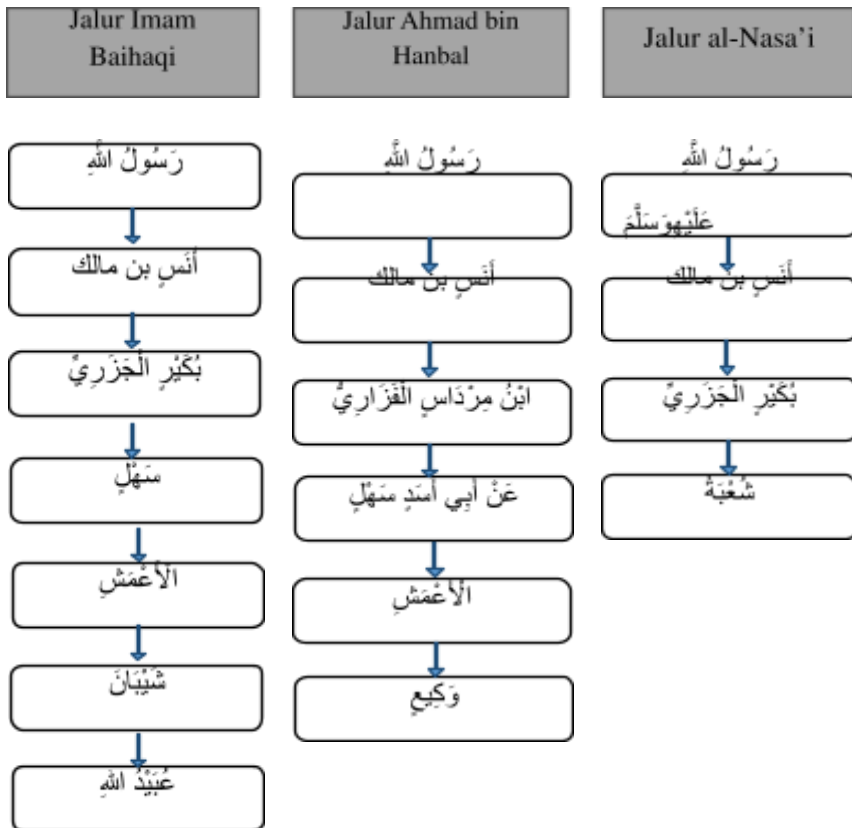 Jalur Imam
Baihaqi
رَسُولُ اللَّهِ
أَنَسٍ بن مالك
بُكَيْرٍ الْجَزَرِيِّ
سَهْلٍ
الْأَعْمَشِ
شَيْبَانَ
عُبَيْدُ اللهِ
Jalur Ahmad bin
Hanbal
رَسُولُ اللَّهِ
أَنَسٍ بن مالك
ابْنُ مِرْدَاسٍ الْفَزَارِيُّ
عَنْ أَبِي أَسَدٍ سَهْلٍ
الْأَعْمَشِ
وَكِيعٍ
Jalur al-Nasa’i
رَسُولُ اللَّهِ
عَلَيْهِوَسَلَّمَ
أَنَسٍ بن مالك
بُكَيْرٍ الْجَزَرِيِّ
شُعْبَةُ